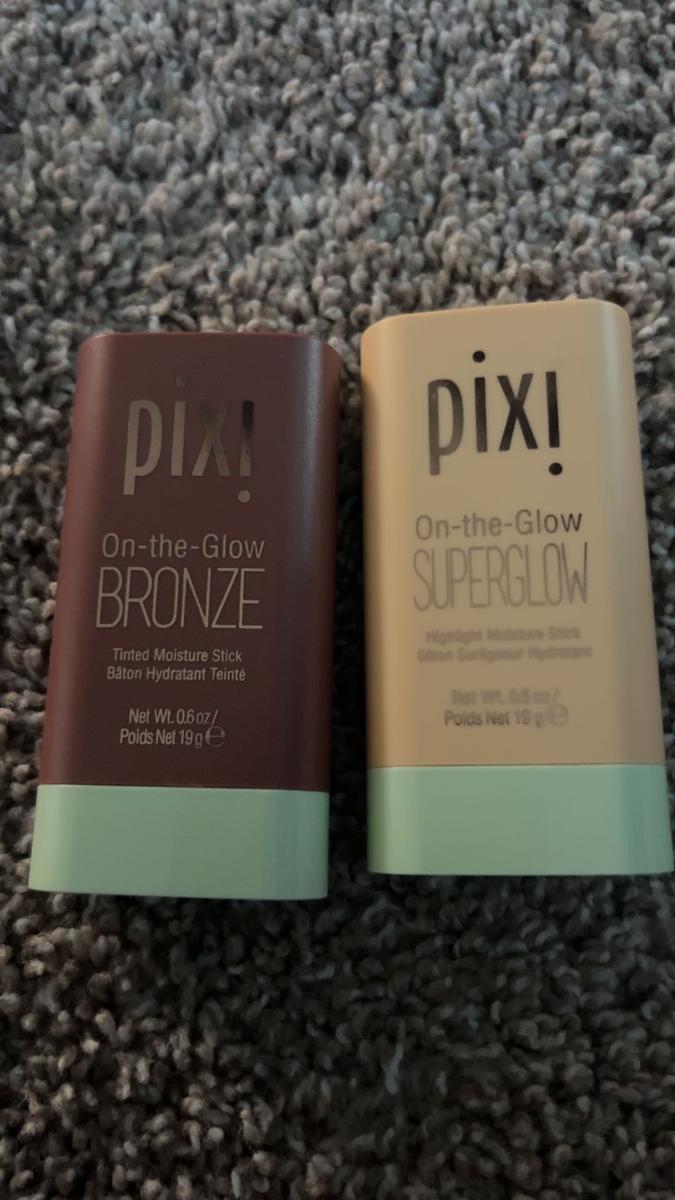 pixi
On-the-Glow
BRONZE
Tinted Moisture Stick
Bâton Hydratant Teinté
Net Wt. 0.6 oz /
Poids Net 19 g ℮
pixi
On-the-Glow
SUPERGLOW
Highlight Moisture Stick
Bâton Surligneur Hydratant
Net Wt. 0.6 oz /
Poids Net 19 g ℮